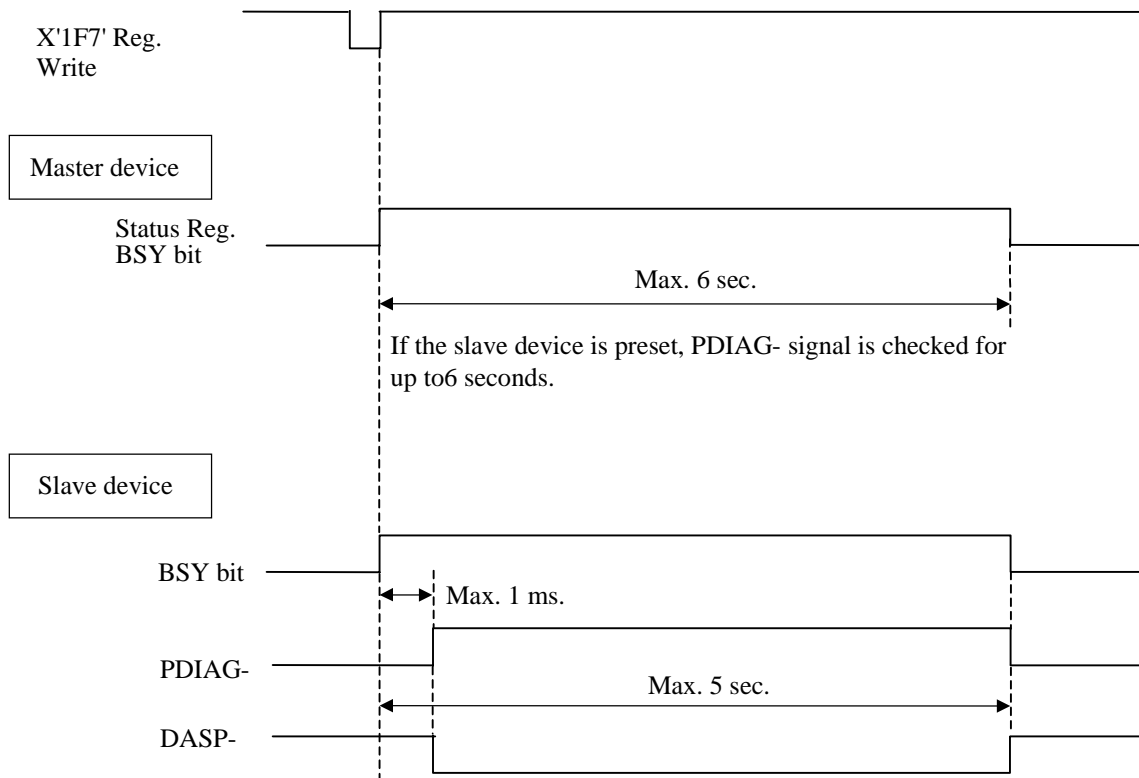 X'1F7' Reg.
Write
Master device
Status Reg.
BSY bit
Max. 6 sec.
If the slave device is preset, PDIAG- signal is checked for
up to6 seconds.
Slave device
BSY bit
Max. 1 ms.
PDIAG-
Max. 5 sec.
DASP-